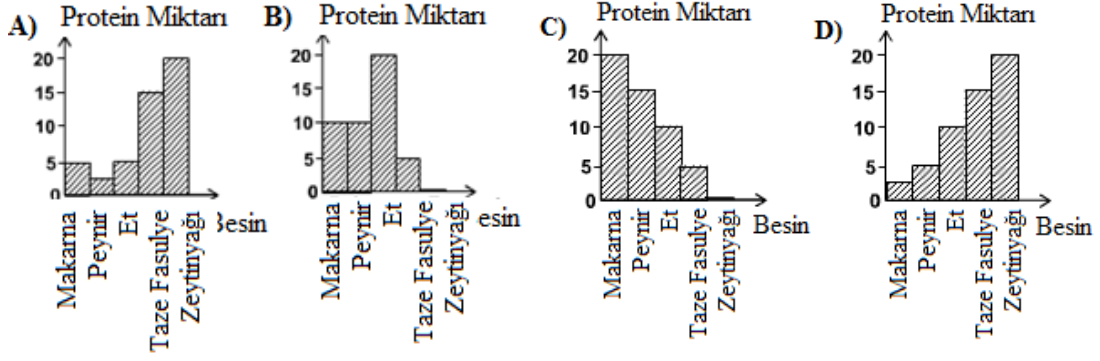 A) Protein Miktarı
20
15
10
5
0
Makarna
Peynir
Et
Taze Fasulye
Zeytinyağı
Besin
B) Protein Miktarı
20
15
10
5
0
Makarna
Peynir
Et
Taze Fasulye
Zeytinyağı
esin
C) Protein Miktarı
20
15
10
5
0
Makarna
Peynir
Et
Taze Fasulye
Zeytinyağı
Besin
D) Protein Miktarı
20
15
10
5
0
Makarna
Peynir
Et
Taze Fasulye
Zeytinyağı
Besin